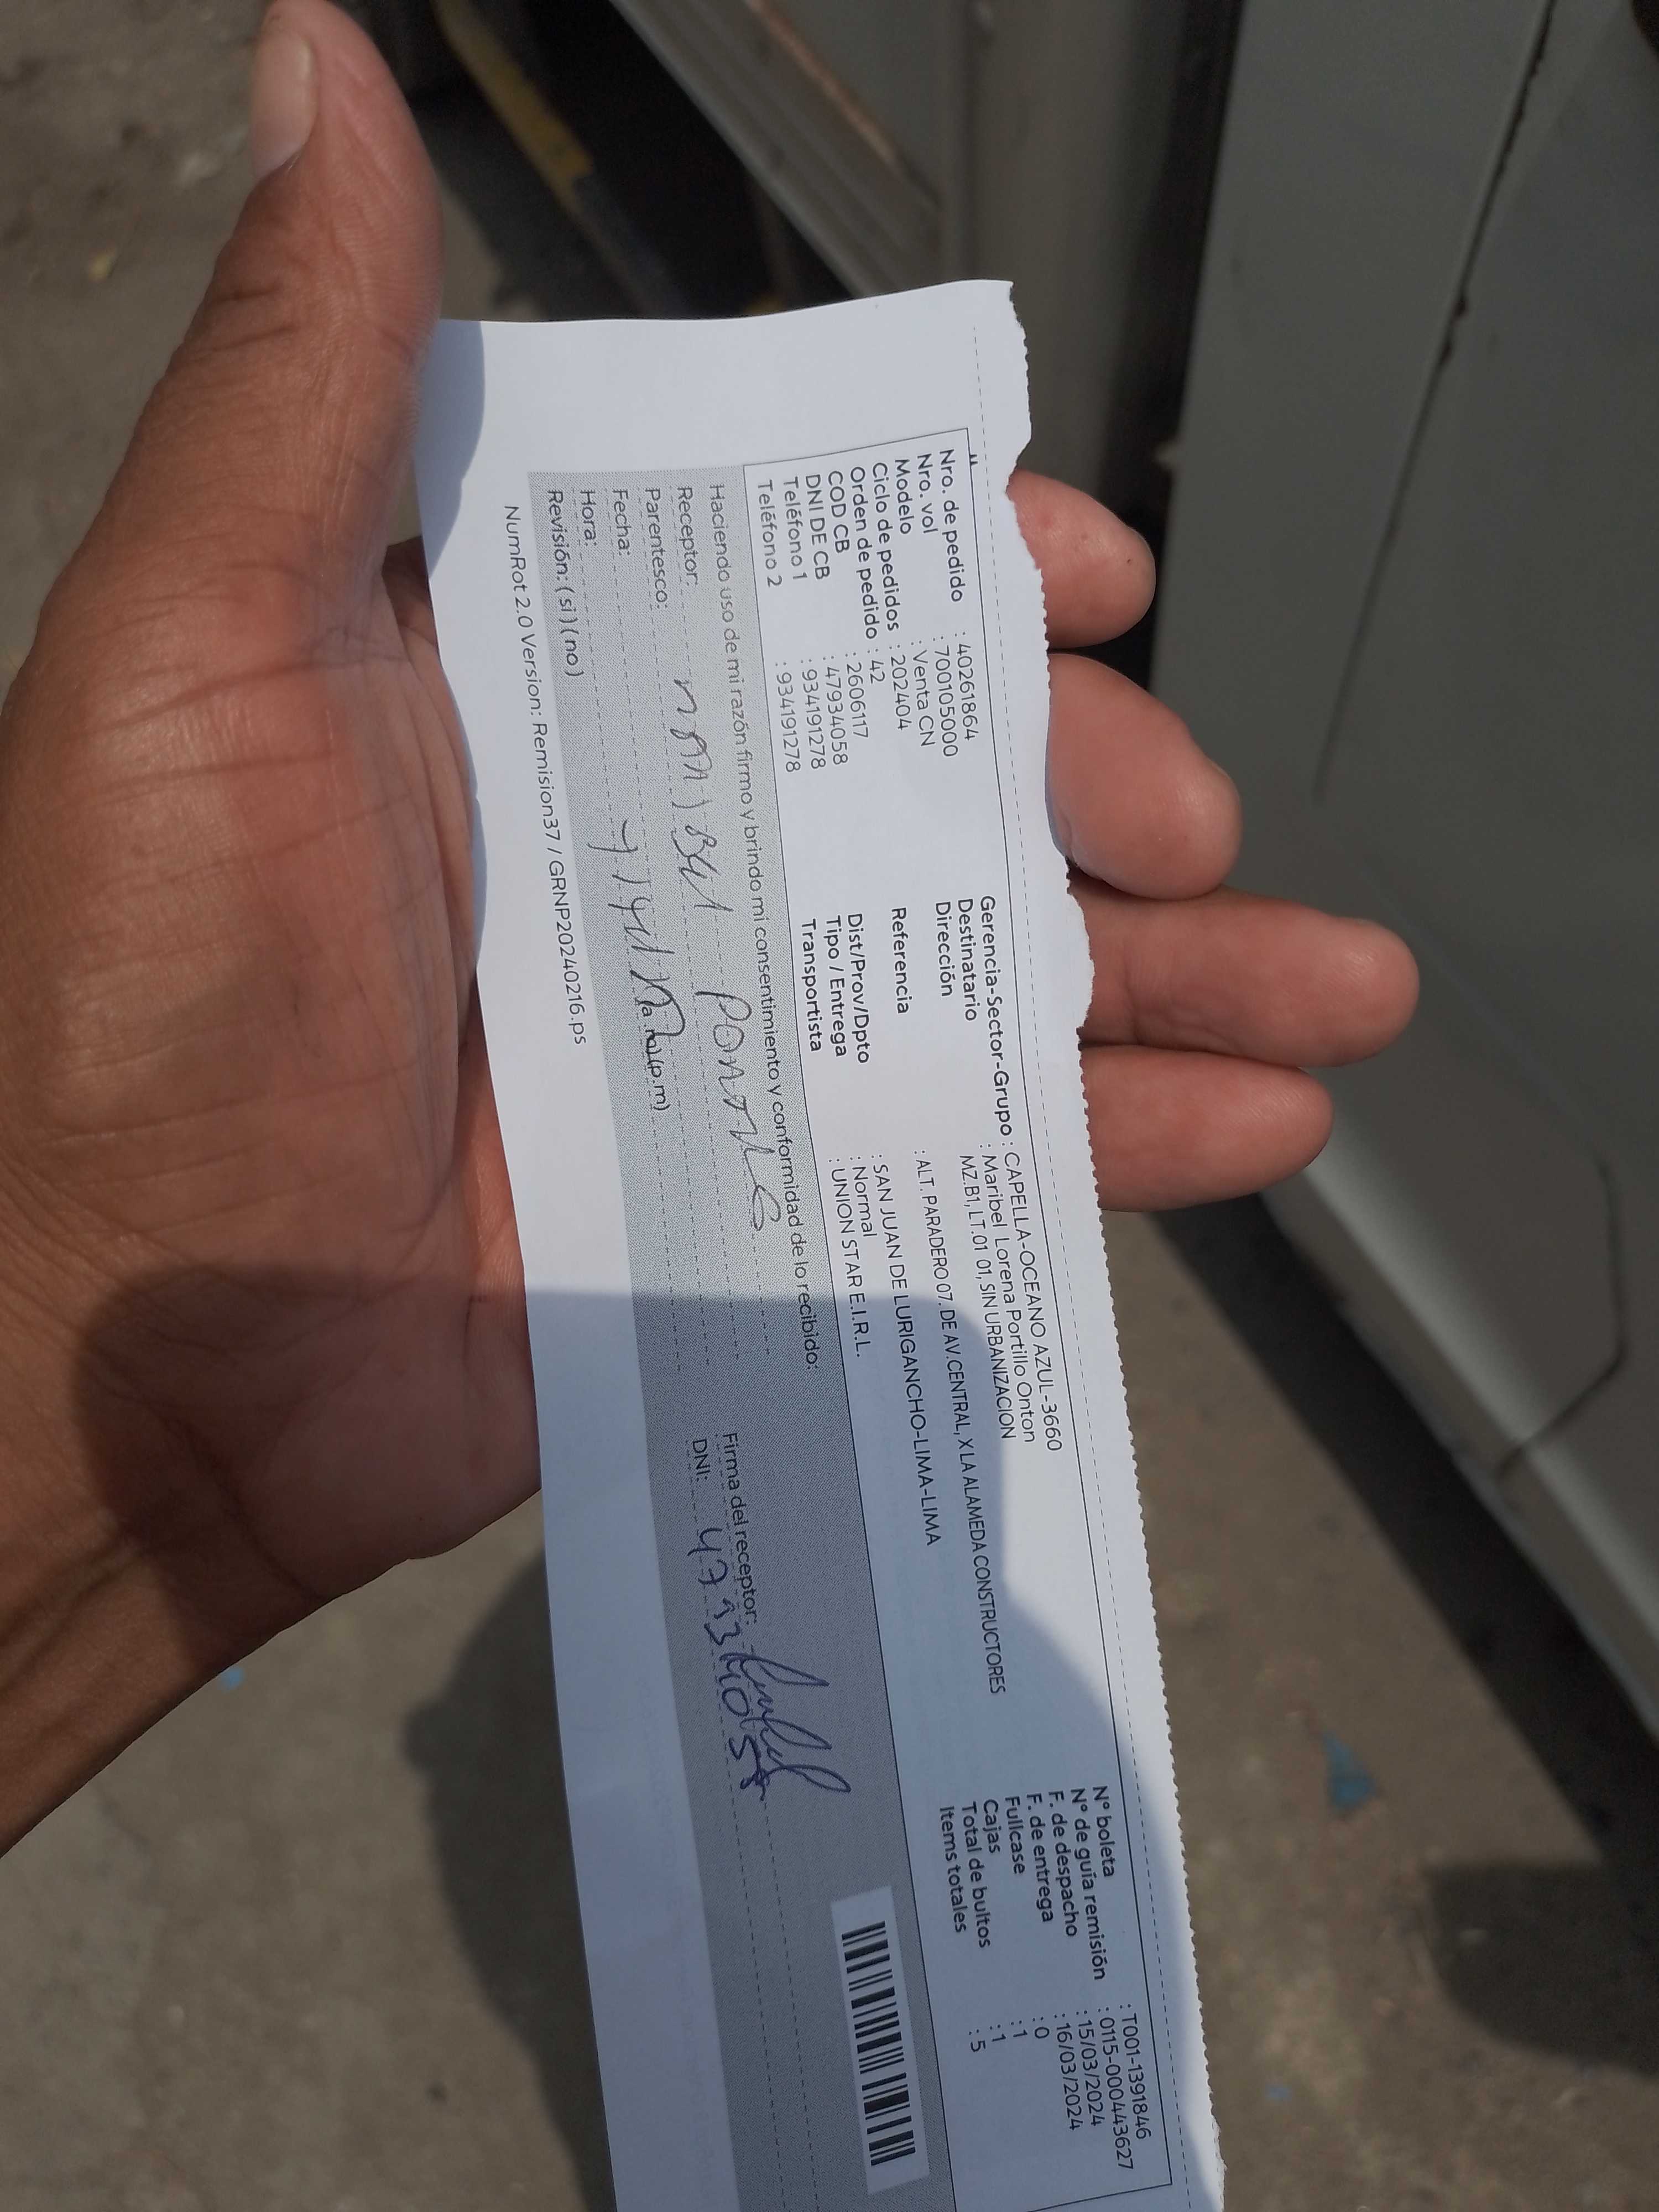 Nro. de pedido : 40261864
Nro. vol : 7001050000
Modelo : Venta CN
Ciclo de pedidos : 202404
Orden de pedido : 42
COD CB : 2606117
DNI DE CB : 47934058
Teléfono 1 : 934191278
Teléfono 2 : 934191278
Gerencia-Sector-Grupo : CAPELLA-OCEANO AZUL-3660
Destinatario : Maribel Lorena Portillo Onton
Dirección MZ.B1, LT.01 01, SIN URBANIZACION
Referencia : ALT. PARADERO 07. DE AV.CENTRAL, X LA ALAMEDA CONSTRUCTORES
Dist/Prov/Dpto : SAN JUAN DE LURIGANCHO-LIMA-LIMA
Tipo / Entrega : Normal
Transportista : UNION STAR E.I.R.L.
Nº boleta
Nº de guía remisión : T001-1391846
F. de despacho : 0115-000443627
F. de entrega : 15/03/2024
Fullcase : 16/03/2024
Cajas : 0
Total de bultos : 1
Items totales : 1
: 5
Haciendo uso de mi razón firmo y brindo mi consentimiento y conformidad de lo recibido:
Receptor:
Parentesco:
Fecha:
Hora:
Revisión: ( si ) ( no )
Firma del receptor:
DNI: 47934058
NumRot 2.0 Version: Remision37 / GRNP20240216.ps